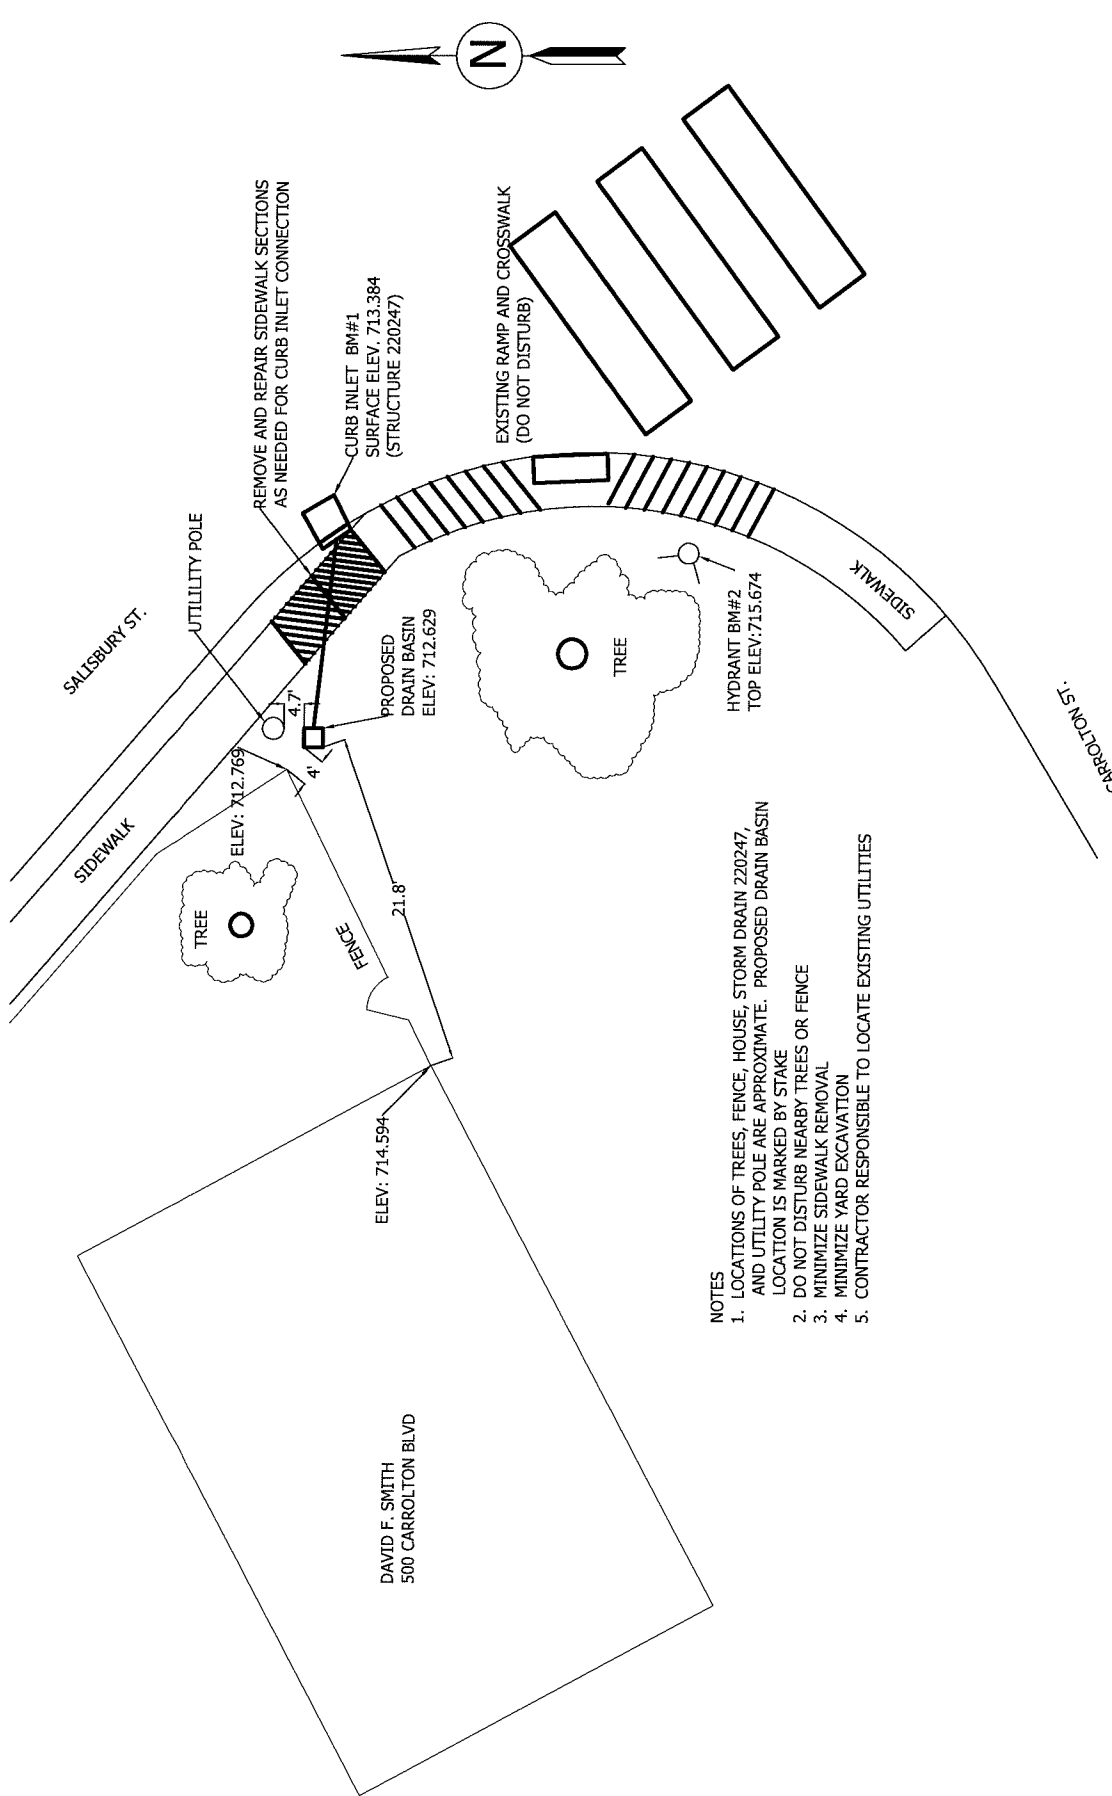 N
REMOVE AND REPAIR SIDEWALK SECTIONS
AS NEEDED FOR CURB INLET CONNECTION
CURB INLET BM#1
SURFACE ELEV. 713.384
(STRUCTURE 220247)
EXISTING RAMP AND CROSSWALK
(DO NOT DISTURB)
UTILILITY POLE
SALISBURY ST.
PROPOSED
DRAIN BASIN
ELEV: 712.629
4.7'
4'
ELEV: 712.769
SIDEWALK
TREE
FENCE
21.8'
TREE
HYDRANT BM#2
TOP ELEV:715.674
SIDEWALK
CARROLTON ST.
ELEV: 714.594
DAVID F. SMITH
500 CARROLTON BLVD
NOTES
1. LOCATIONS OF TREES, FENCE, HOUSE, STORM DRAIN 220247,
AND UTILITY POLE ARE APPROXIMATE. PROPOSED DRAIN BASIN
LOCATION IS MARKED BY STAKE
2. DO NOT DISTURB NEARBY TREES OR FENCE
3. MINIMIZE SIDEWALK REMOVAL
4. MINIMIZE YARD EXCAVATION
5. CONTRACTOR RESPONSIBLE TO LOCATE EXISTING UTILITIES